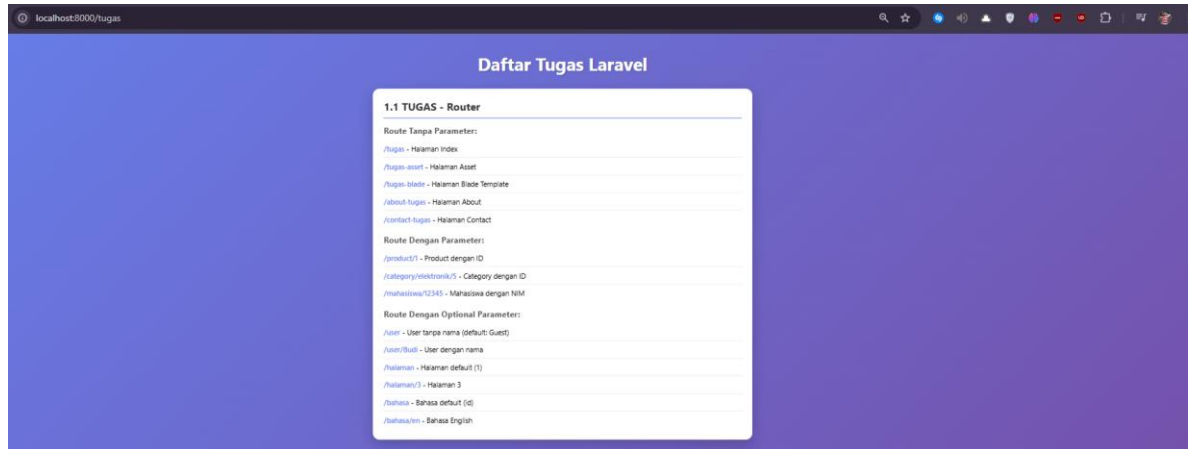 localhost:8000/tugas
Daftar Tugas Laravel
1.1 TUGAS - Router
Route Tanpa Parameter:
/tugas - Halaman Index
/tugas-asset - Halaman Asset
/tugas-blade - Halaman Blade Template
/about-tugas - Halaman About
/contact-tugas - Halaman Contact
Route Dengan Parameter:
/product/1 - Product dengan ID
/category/elektronik/5 - Category dengan ID
/mahasiswa/12345 - Mahasiswa dengan NIM
Route Dengan Optional Parameter:
/user - User tanpa nama (default: Guest)
/user/Budi - User dengan nama
/halaman - Halaman default (1)
/halaman/3 - Halaman 3
/bahasa - Bahasa default (id)
/bahasa/en - Bahasa English